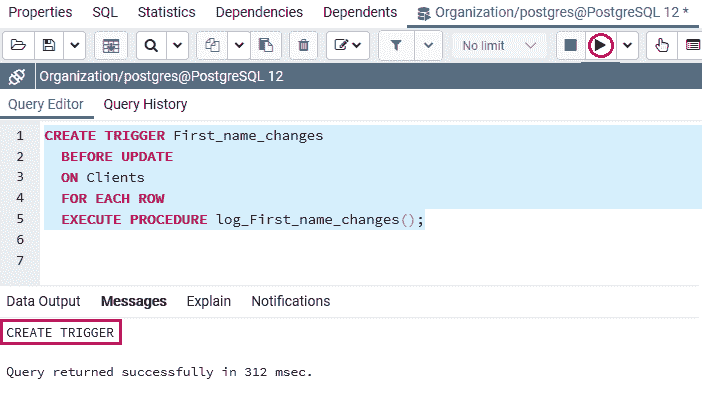 Properties SQL Statistics Dependencies Dependents Organization/postgres@PostgreSQL 12 *
No limit
Organization/postgres@PostgreSQL 12
Query Editor Query History
1 CREATE TRIGGER First_name_changes
2 BEFORE UPDATE
3 ON Clients
4 FOR EACH ROW
5 EXECUTE PROCEDURE log_First_name_changes();
6
7
Data Output Messages Explain Notifications
CREATE TRIGGER
Query returned successfully in 312 msec.